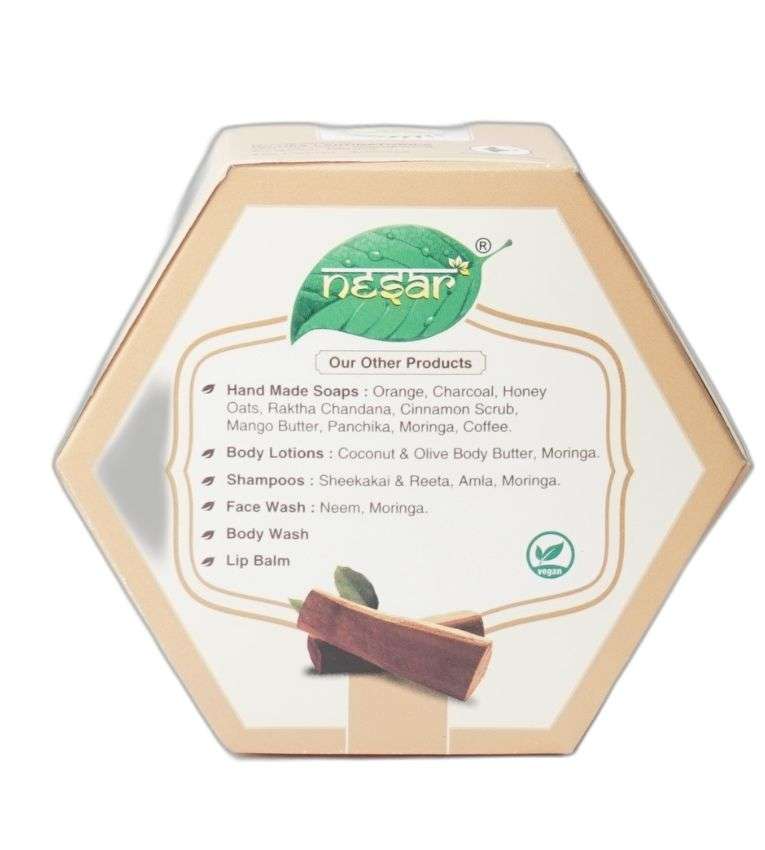 nesar®
Our Other Products
Hand Made Soaps : Orange, Charcoal, Honey
Oats, Raktha Chandana, Cinnamon Scrub,
Mango Butter, Panchika, Moringa, Coffee.
Body Lotions : Coconut & Olive Body Butter, Moringa.
Shampoos : Sheekakai & Reeta, Amla, Moringa.
Face Wash : Neem, Moringa.
Body Wash
Lip Balm
vegan